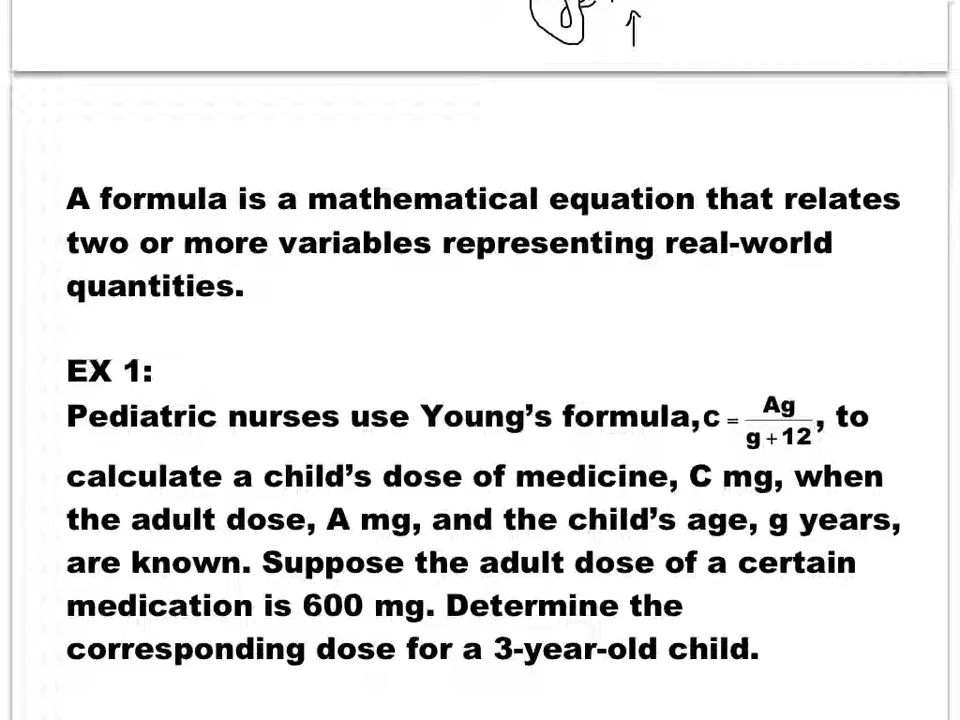 A formula is a mathematical equation that relates
two or more variables representing real-world
quantities.
EX 1:
Pediatric nurses use Young's formula, c = Ag / g + 12, to
calculate a child's dose of medicine, C mg, when
the adult dose, A mg, and the child's age, g years,
are known. Suppose the adult dose of a certain
medication is 600 mg. Determine the
corresponding dose for a 3-year-old child.